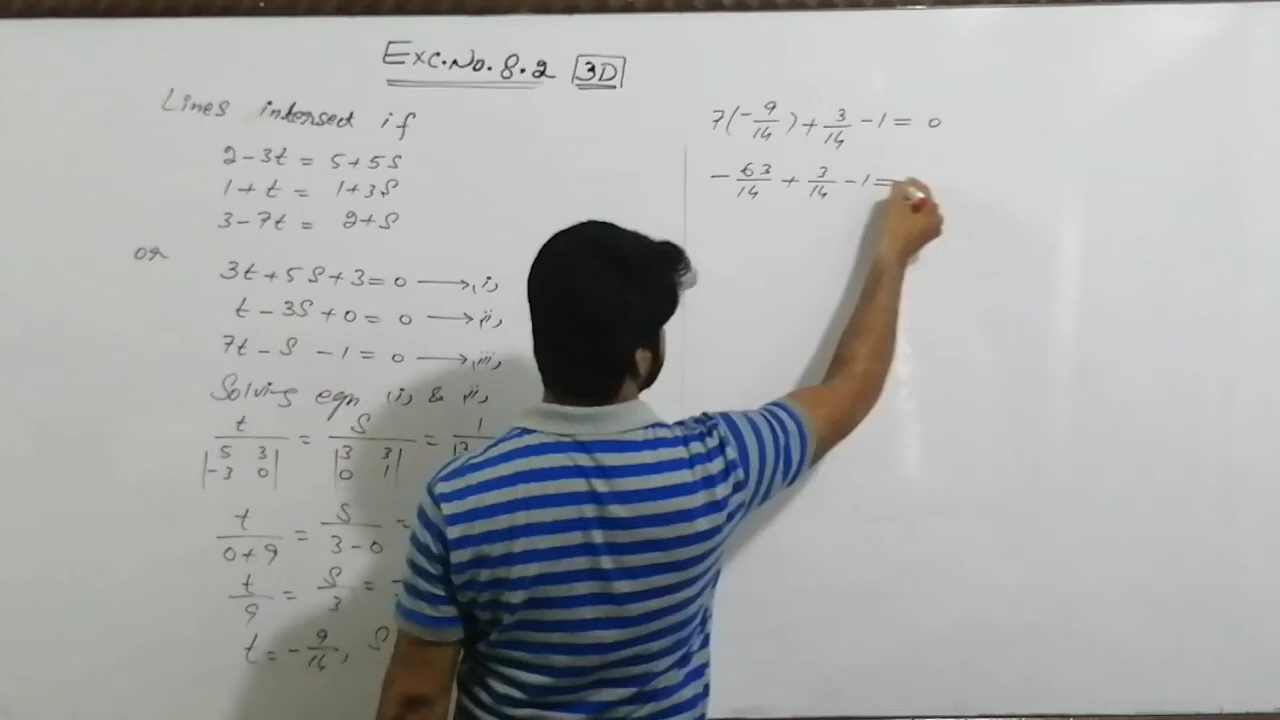 Exc.No.8.2 3D
Lines intersect if
2-3t = 5+5S
1+t = 1+3S
3-7t = 2+S
or
3t+5S+3=0 ⟶(i)
t-3S+0=0 ⟶(ii)
7t-S-1=0 ⟶(iii)
Solving eqn (i) & (ii)
t/|5 3; -3 0| = S/|3 3; 0 1| = 1/
t/(0+9) = S/(3-0) =
t/9 = S/3 =
t = -9/14, S
7(-9/14)+3/14-1=0
-63/14+3/14-1=